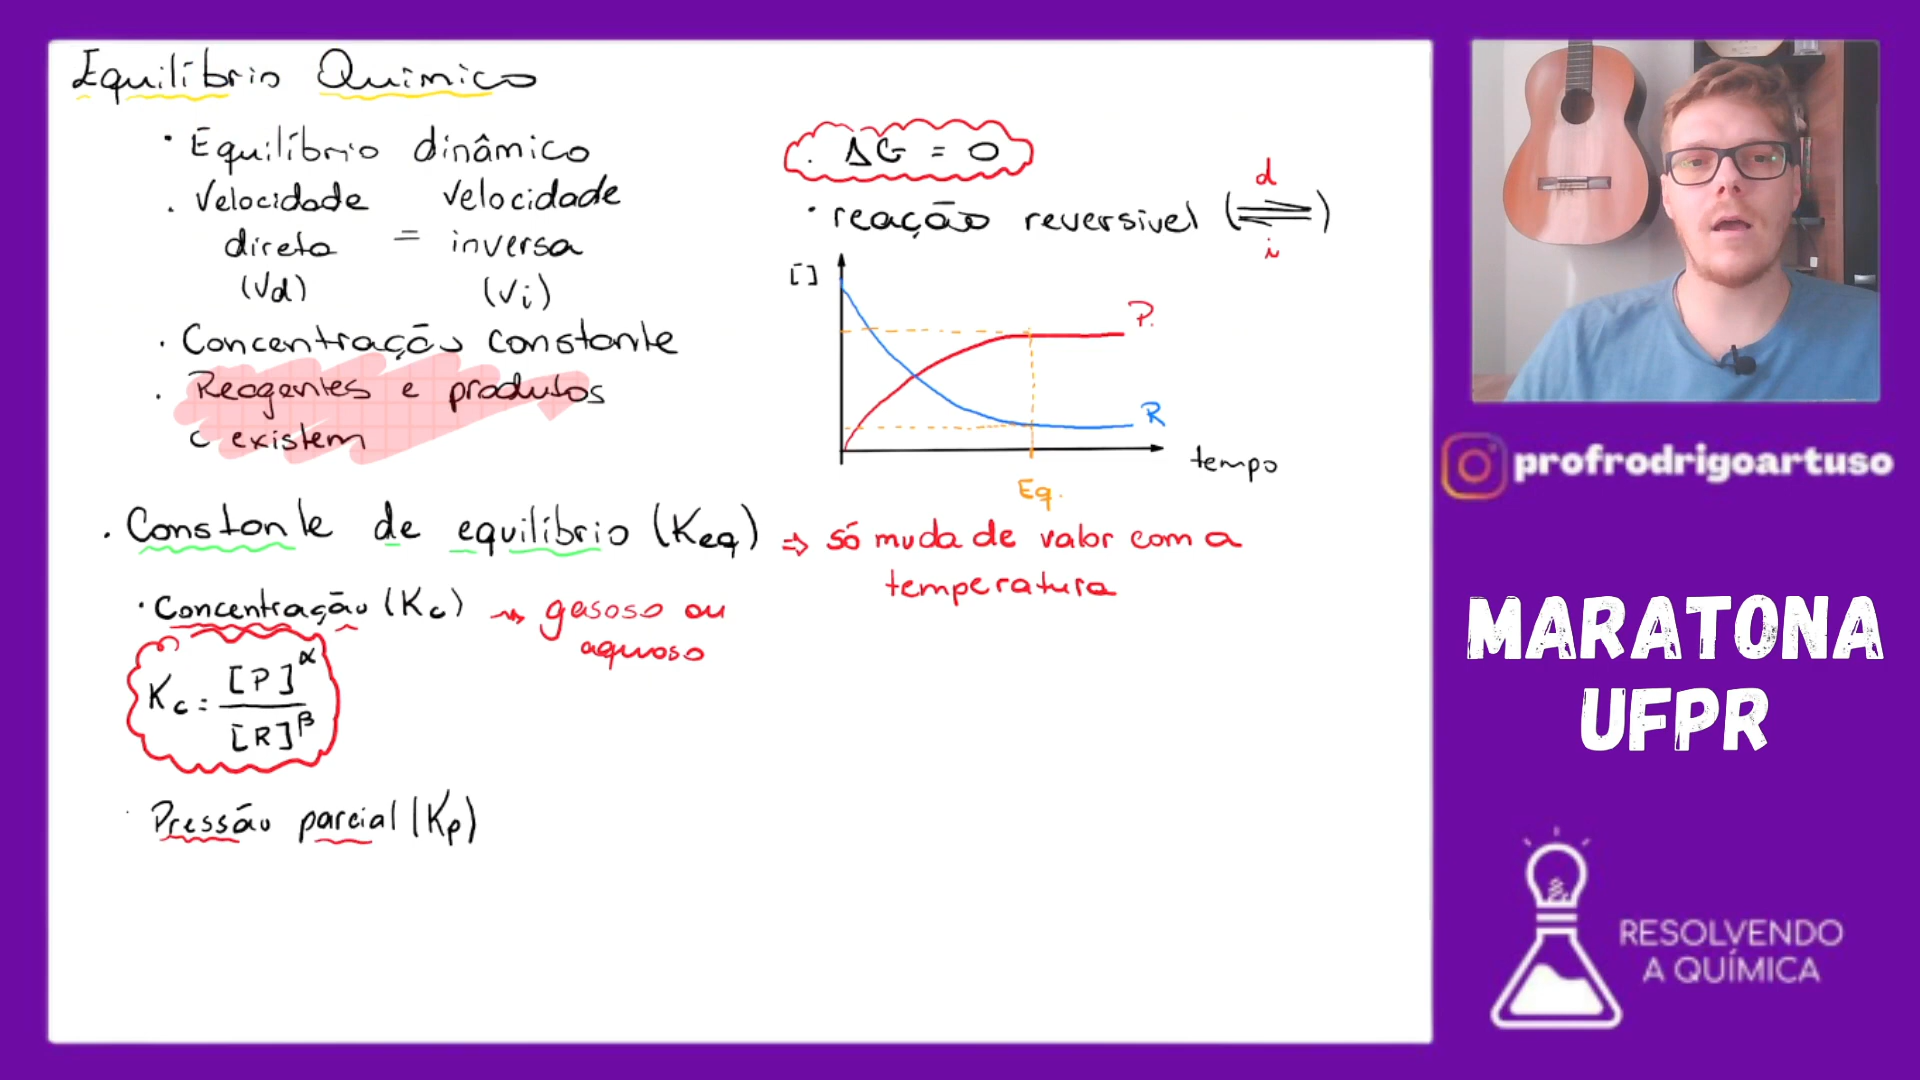 Equilíbrio Químico
· Equilíbrio dinâmico
· Velocidade velocidade
direta = inversa
(Vd) (Vi)
· Concentração constante
· Reagentes e produtos
coexistem
· ΔG = 0
· reação reversivel (⇌)
d
i
[]
P.
R
tempo
Eq.
· Constante de equilíbrio (Keq) ⇒ só muda de valor com a
temperatura
· Concentração (Kc) → gasoso ou
aquoso
Kc = [P]^α / [R]^β
· Pressão parcial (Kp)
profrodrigoartuso
MARATONA
UFPR
RESOLVENDO
A QUÍMICA